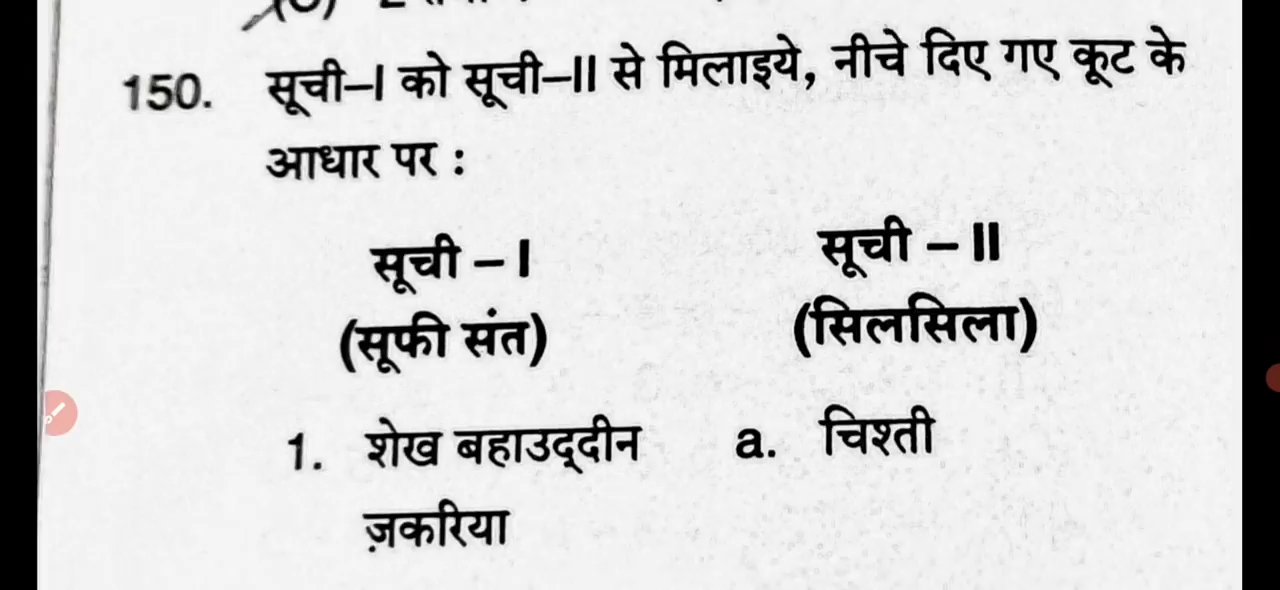 150. सूची–I को सूची–II से मिलाइये, नीचे दिए गए कूट के
आधार पर :
सूची – I सूची – II
(सूफी संत) (सिलसिला)
1. शेख बहाउद्‌दीन a. चिश्ती
ज़करिया